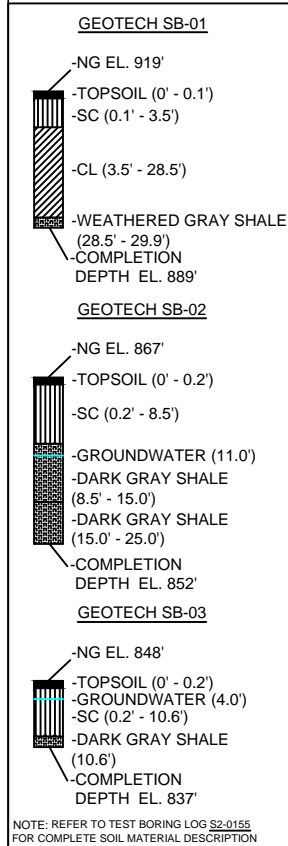 GEOTECH SB-01
-NG EL. 919'
-TOPSOIL (0' - 0.1')
-SC (0.1' - 3.5')
-CL (3.5' - 28.5')
-WEATHERED GRAY SHALE
(28.5' - 29.9')
-COMPLETION
DEPTH EL. 889'
GEOTECH SB-02
-NG EL. 867'
-TOPSOIL (0' - 0.2')
-SC (0.2' - 8.5')
-GROUNDWATER (11.0')
-DARK GRAY SHALE
(8.5' - 15.0')
-DARK GRAY SHALE
(15.0' - 25.0')
-COMPLETION
DEPTH EL. 852'
GEOTECH SB-03
-NG EL. 848'
-TOPSOIL (0' - 0.2')
-GROUNDWATER (4.0')
-SC (0.2' - 10.6')
-DARK GRAY SHALE
(10.6')
-COMPLETION
DEPTH EL. 837'
NOTE: REFER TO TEST BORING LOG S2-0155
FOR COMPLETE SOIL MATERIAL DESCRIPTION